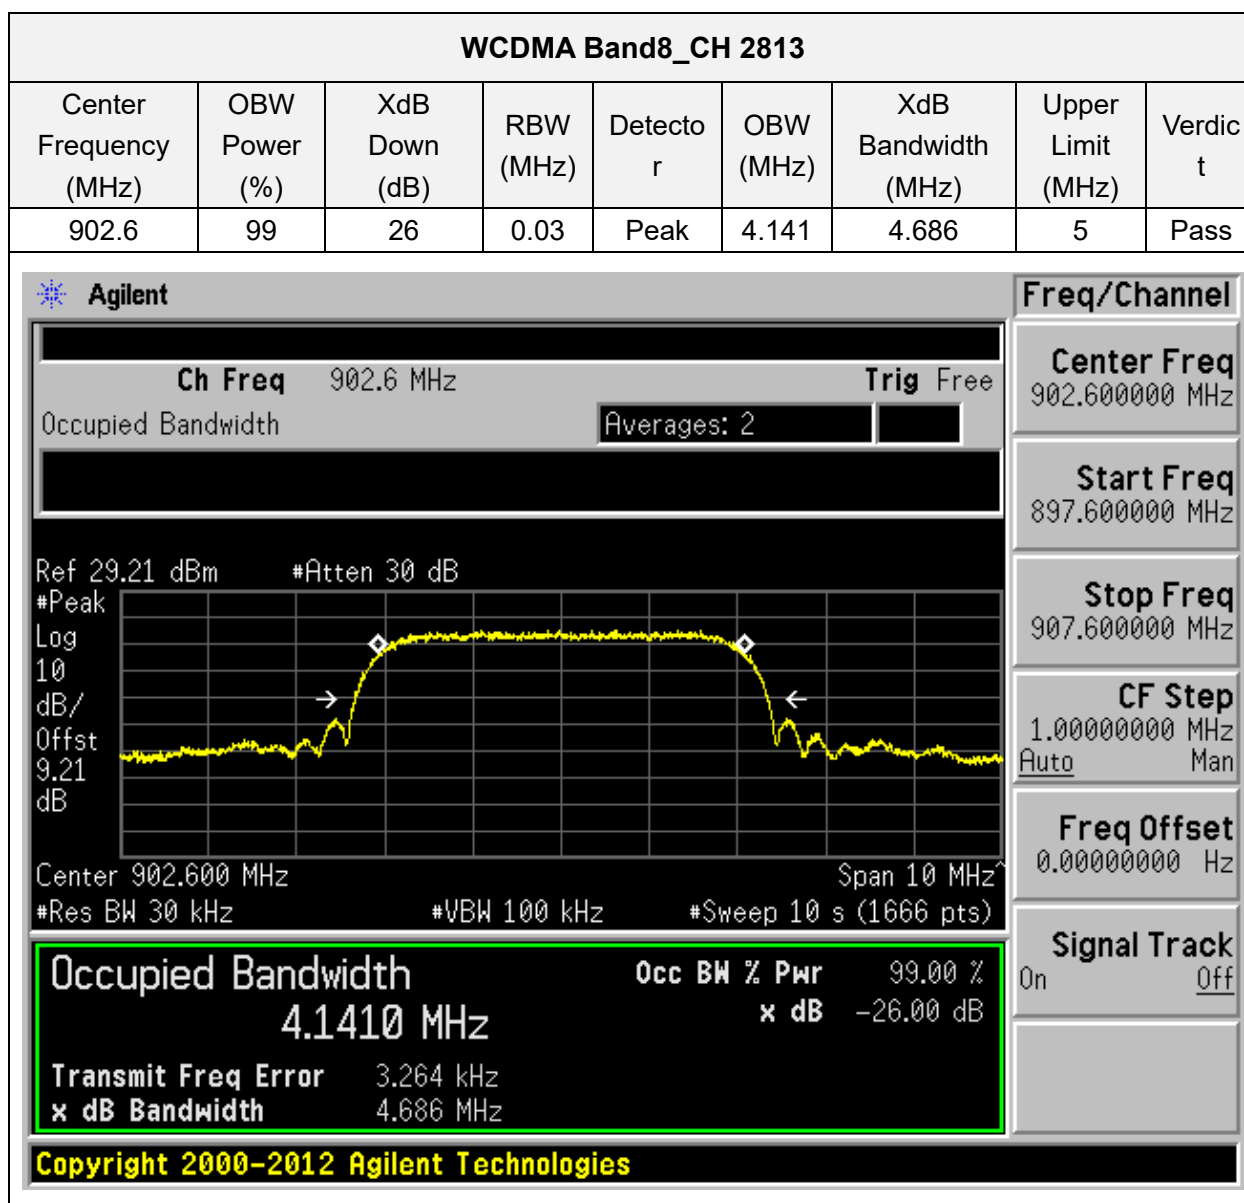 WCDMA Band8_CH 2813
Center Frequency (MHz) OBW Power (%) XdB Down (dB) RBW (MHz) Detector OBW (MHz) XdB Bandwidth (MHz) Upper Limit (MHz) Verdict
902.6 99 26 0.03 Peak 4.141 4.686 5 Pass
Agilent
Freq/Channel
Ch Freq 902.6 MHz Trig Free
Occupied Bandwidth Averages: 2
Center Freq
902.600000 MHz
Start Freq
897.600000 MHz
Stop Freq
907.600000 MHz
CF Step
1.00000000 MHz
Auto Man
Freq Offset
0.00000000 Hz
Signal Track
On Off
Ref 29.21 dBm #Atten 30 dB
#Peak
Log
10
dB/
Offst
9.21
dB
Center 902.600 MHz Span 10 MHz^
#Res BW 30 kHz #VBW 100 kHz #Sweep 10 s (1666 pts)
Occupied Bandwidth Occ BW % Pwr 99.00 %
4.1410 MHz x dB -26.00 dB
Transmit Freq Error 3.264 kHz
x dB Bandwidth 4.686 MHz
Copyright 2000-2012 Agilent Technologies